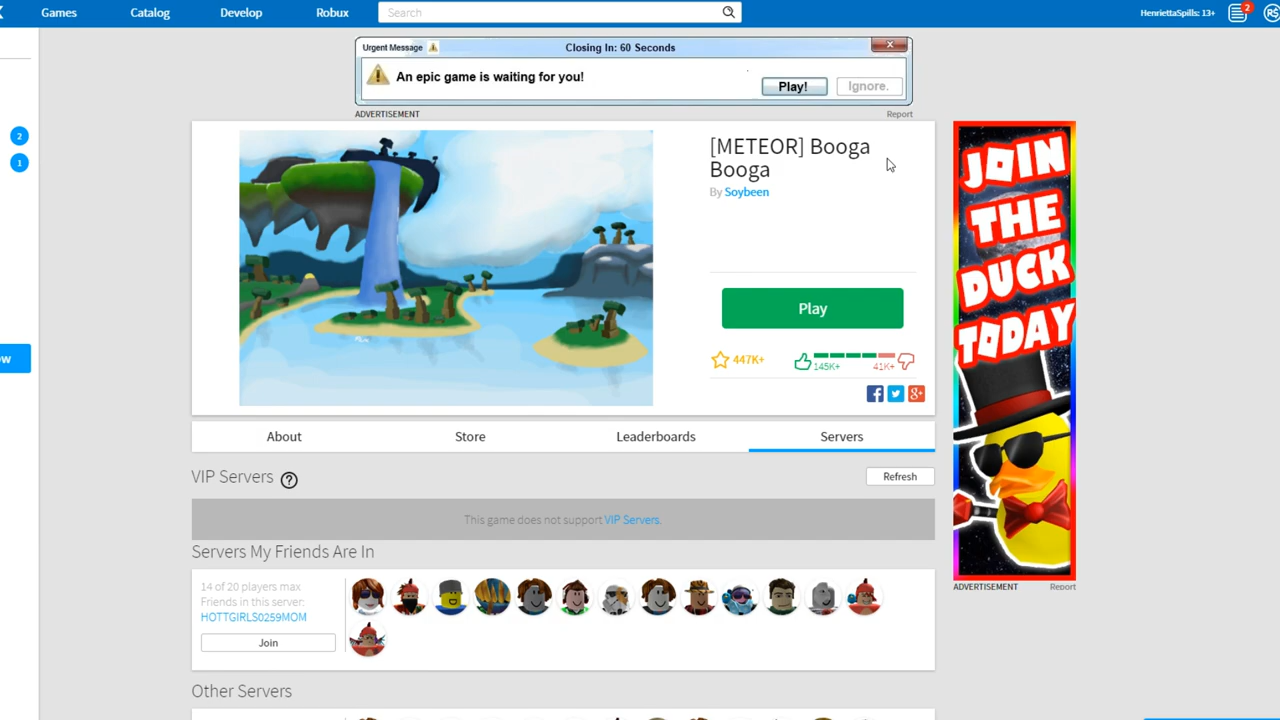 Games Catalog Develop Robux Search HenriettaSpills: 13+ 2 R$
Urgent Message Closing In: 60 Seconds
An epic game is waiting for you! Play! Ignore.
ADVERTISEMENT Report
[METEOR] Booga
Booga
By Soybeen
Play
447K+ 145K+ 41K+
About Store Leaderboards Servers
VIP Servers ? Refresh
This game does not support VIP Servers.
Servers My Friends Are In
14 of 20 players max
Friends in this server:
HOTTGIRLS0259MOM
Join
Other Servers
2
1
JOIN
THE
DUCK
TODAY
ADVERTISEMENT Report